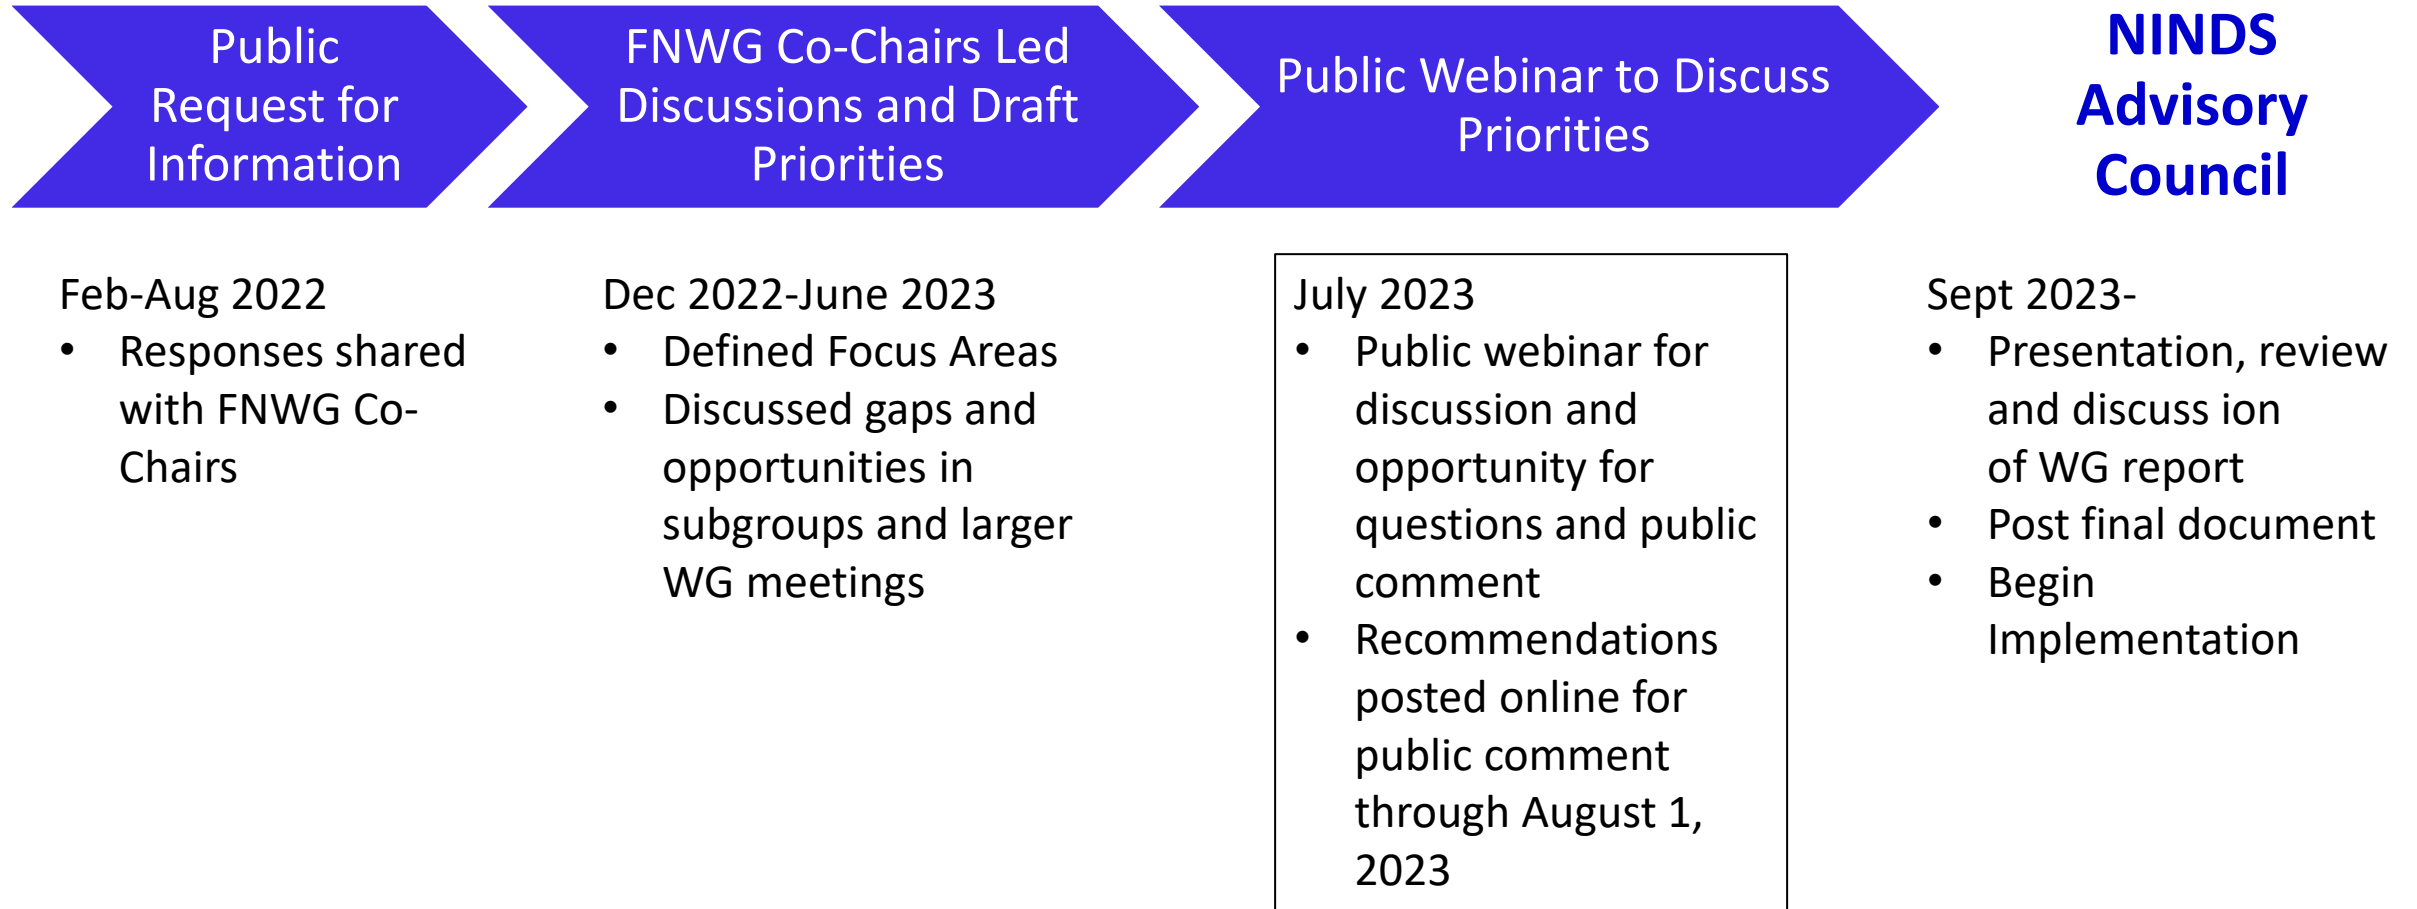 Public
Request for
Information
FNWG Co-Chairs Led
Discussions and Draft
Priorities
Public Webinar to Discuss
Priorities
NINDS
Advisory
Council
Feb-Aug 2022
• Responses shared
with FNWG Co-
Chairs
Dec 2022-June 2023
• Defined Focus Areas
• Discussed gaps and
opportunities in
subgroups and larger
WG meetings
July 2023
• Public webinar for
discussion and
opportunity for
questions and public
comment
• Recommendations
posted online for
public comment
through August 1,
2023
Sept 2023-
• Presentation, review
and discuss ion
of WG report
• Post final document
• Begin
Implementation